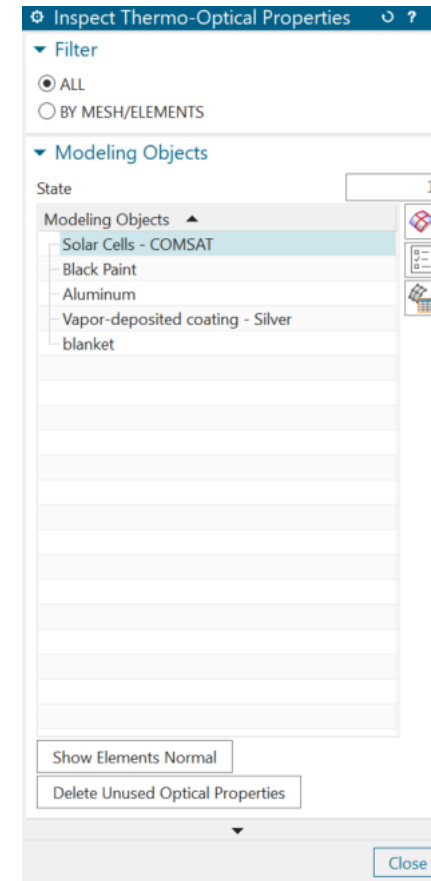 Inspect Thermo-Optical Properties ?
Filter
ALL
BY MESH/ELEMENTS
Modeling Objects
State 1
Modeling Objects
Solar Cells - COMSAT
Black Paint
Aluminum
Vapor-deposited coating - Silver
blanket
Show Elements Normal
Delete Unused Optical Properties
Close